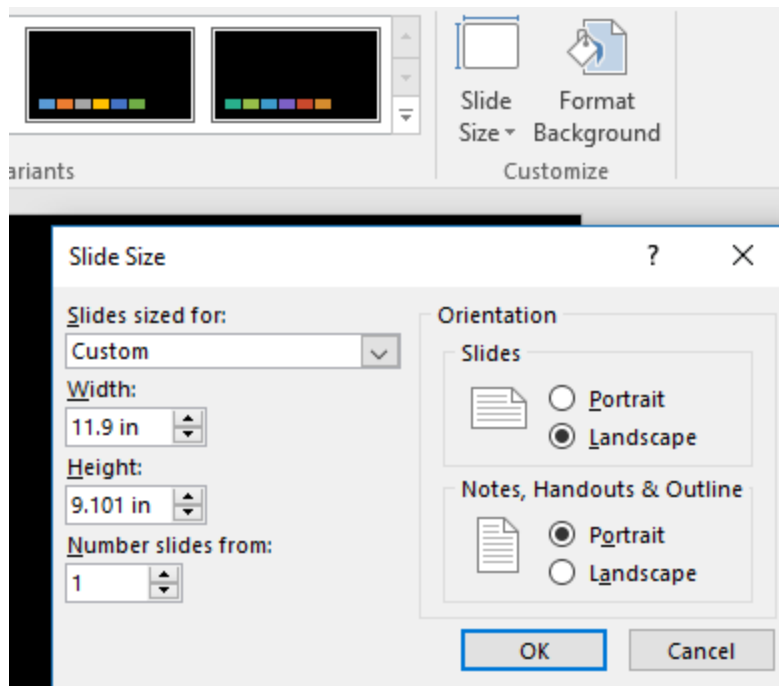 Slide
Size
Format
Background
ariants
Customize
Slide Size
?
Slides sized for:
Custom
Width:
11.9 in
Height:
9.101 in
Number slides from:
1
Orientation
Slides
Portrait
Landscape
Notes, Handouts & Outline
Portrait
Landscape
OK
Cancel